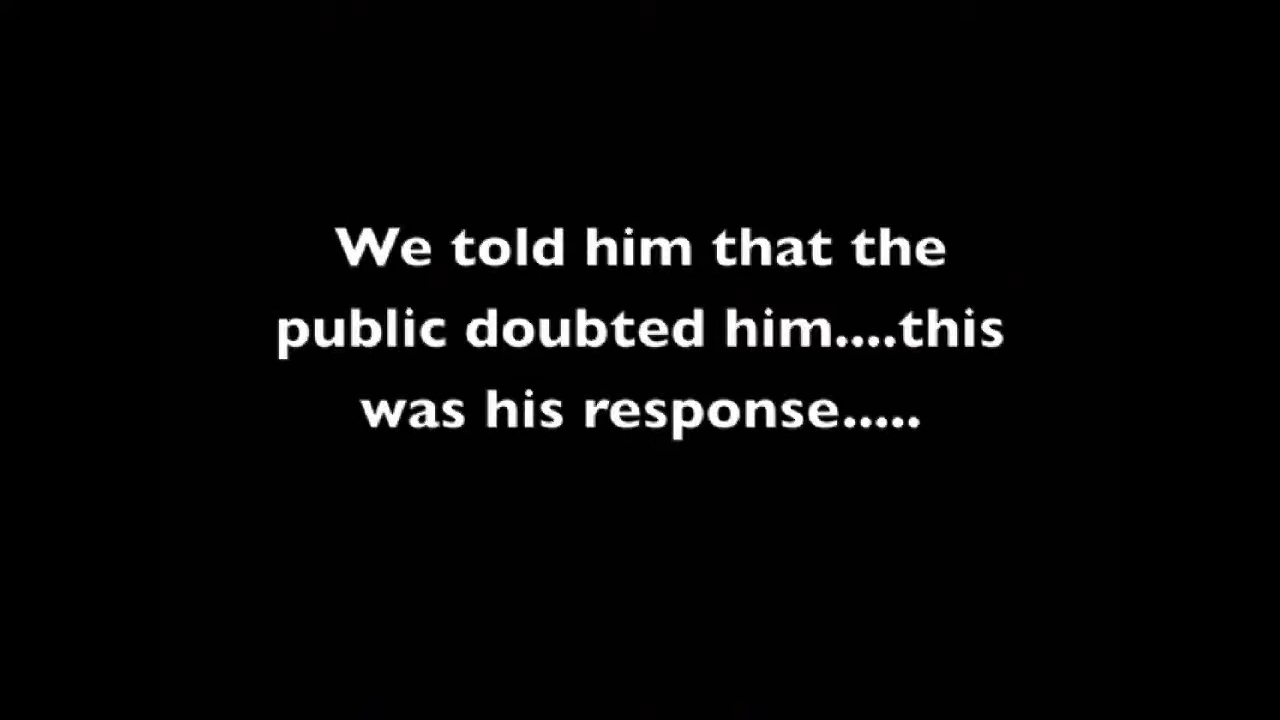 We told him that the
public doubted him....this
was his response.....